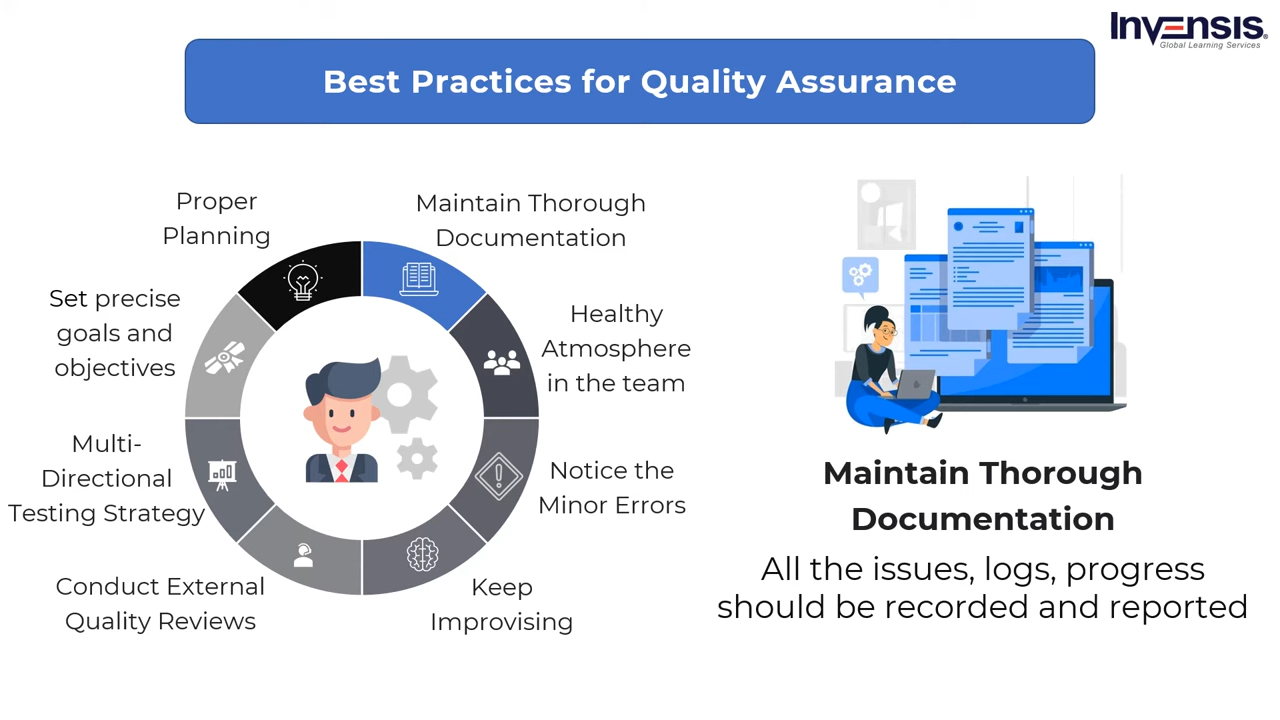 Invensis®
Global Learning Services
Best Practices for Quality Assurance
Proper
Planning
Maintain Thorough
Documentation
Set precise
goals and
objectives
Healthy
Atmosphere
in the team
Multi-
Directional
Testing Strategy
Notice the
Minor Errors
Conduct External
Quality Reviews
Keep
Improvising
Maintain Thorough
Documentation
All the issues, logs, progress
should be recorded and reported